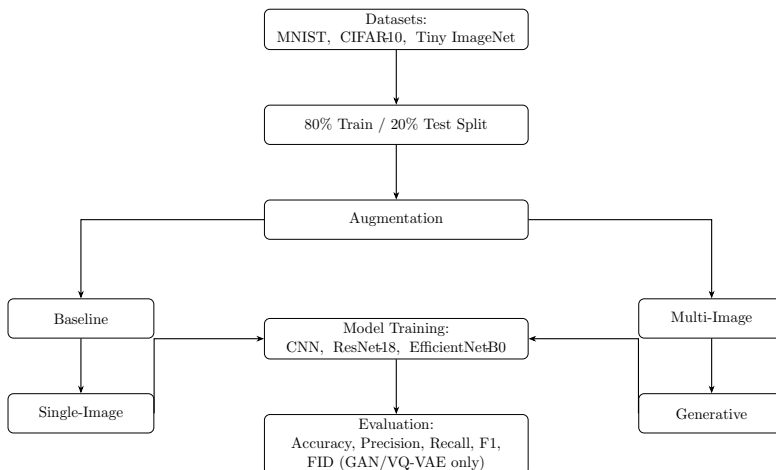 Datasets:
MNIST, CIFAR-10, Tiny ImageNet
80% Train / 20% Test Split
Augmentation
Baseline
Multi-Image
Model Training:
CNN, ResNet-18, EfficientNet-B0
Single-Image
Generative
Evaluation:
Accuracy, Precision, Recall, F1,
FID (GAN/VQ-VAE only)